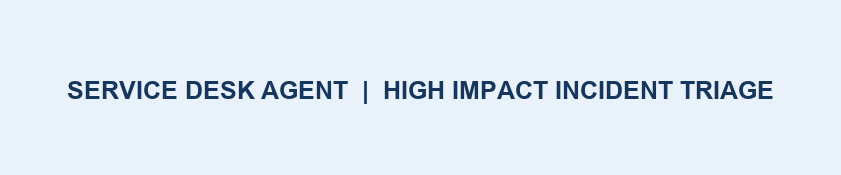 SERVICE DESK AGENT | HIGH IMPACT INCIDENT TRIAGE